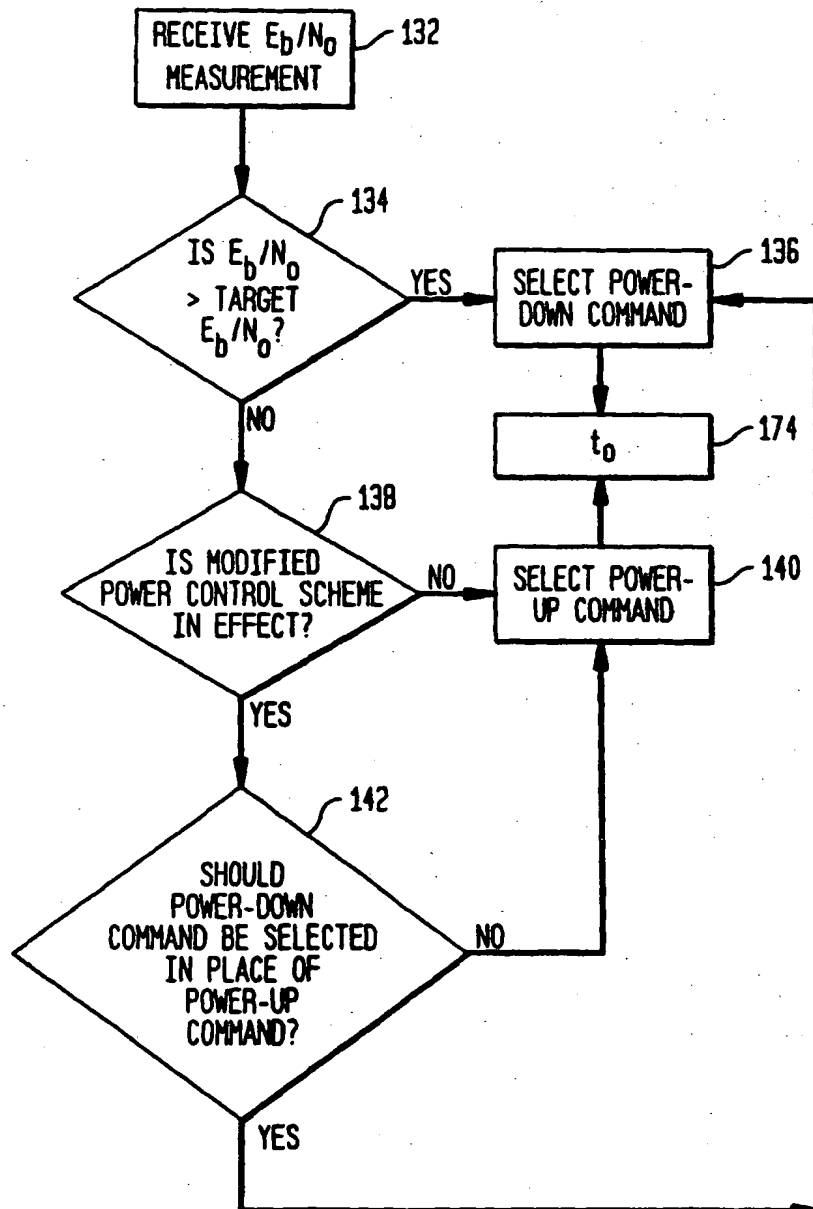 RECEIVE Eb/No
MEASUREMENT
132
134
IS Eb/No
> TARGET
Eb/No?
YES
SELECT POWER-
DOWN COMMAND
136
NO
to
174
138
IS MODIFIED
POWER CONTROL SCHEME
IN EFFECT?
NO
SELECT POWER-
UP COMMAND
140
YES
142
SHOULD
POWER-DOWN
COMMAND BE SELECTED
IN PLACE OF
POWER-UP
COMMAND?
NO
YES